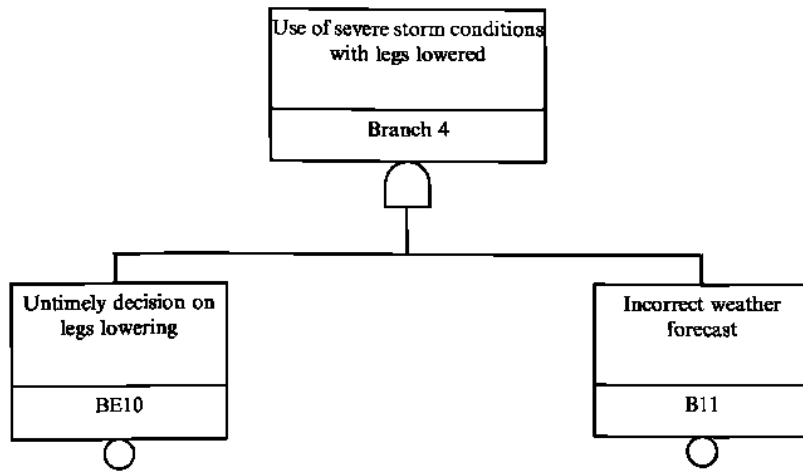 Use of severe storm conditions
with legs lowered
Branch 4
Untimely decision on
legs lowering
BE10
Incorrect weather
forecast
B11